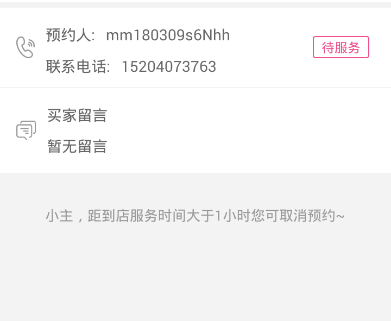 预约人: mm180309s6Nhh
待服务
联系电话: 15204073763
买家留言
暂无留言
小主，距到店服务时间大于1小时您可取消预约~